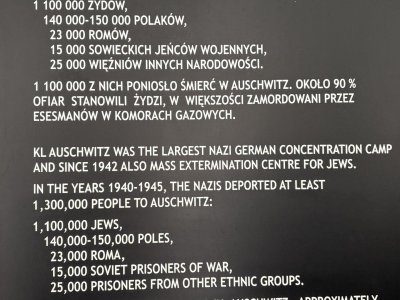 1 100 000 ŻYDÓW,
140 000-150 000 POLAKÓW,
23 000 ROMÓW,
15 000 SOWIECKICH JEŃCÓW WOJENNYCH,
25 000 WIĘŹNIÓW INNYCH NARODOWOŚCI.
1 100 000 Z NICH PONIOSŁO ŚMIERĆ W AUSCHWITZ. OKOŁO 90 %
OFIAR STANOWILI ŻYDZI, W WIĘKSZOŚCI ZAMORDOWANI PRZEZ
ESESMANÓW W KOMORACH GAZOWYCH.
KL AUSCHWITZ WAS THE LARGEST NAZI GERMAN CONCENTRATION CAMP
AND SINCE 1942 ALSO MASS EXTERMINATION CENTRE FOR JEWS.
IN THE YEARS 1940-1945, THE NAZIS DEPORTED AT LEAST
1,300,000 PEOPLE TO AUSCHWITZ:
1,100,000 JEWS,
140,000-150,000 POLES,
23,000 ROMA,
15,000 SOVIET PRISONERS OF WAR,
25,000 PRISONERS FROM OTHER ETHNIC GROUPS.
AUSCHWITZ. APPROXIMATELY